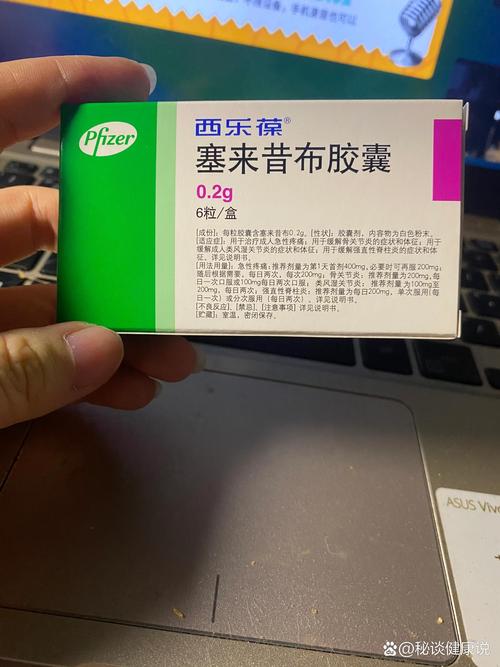 手机直播也可以
Pfizer
西乐葆®
塞来昔布胶囊
0.2g
6粒/盒
[成份]：每粒胶囊含塞来昔布0.2g。[性状]：胶囊剂，内容物为白色粉末。
[适应症]：用于治疗成人急性疼痛；用于缓解骨关节炎的症状和体征；用于
缓解成人类风湿关节炎的症状和体征；用于缓解强直性脊柱炎的症状和体
征。详见说明书。
[用法用量]：急性疼痛：推荐剂量为第1天首剂400mg，必要时可再服200mg；
随后根据需要，每日两次，每次200mg；骨关节炎：推荐剂量为200mg，每
日一次口服或100mg每日两次口服；类风湿关节炎：推荐剂量为100mg至
200mg，每日两次；强直性脊柱炎：推荐剂量为每日200mg，单次服用(每
日一次）或分次服用（每日两次）。详见说明书。
[不良反应]、[禁忌]、[注意事项] 详见说明书。
[贮藏]：室温，密闭保存。
ASUS Vivo
@秘谈健康说